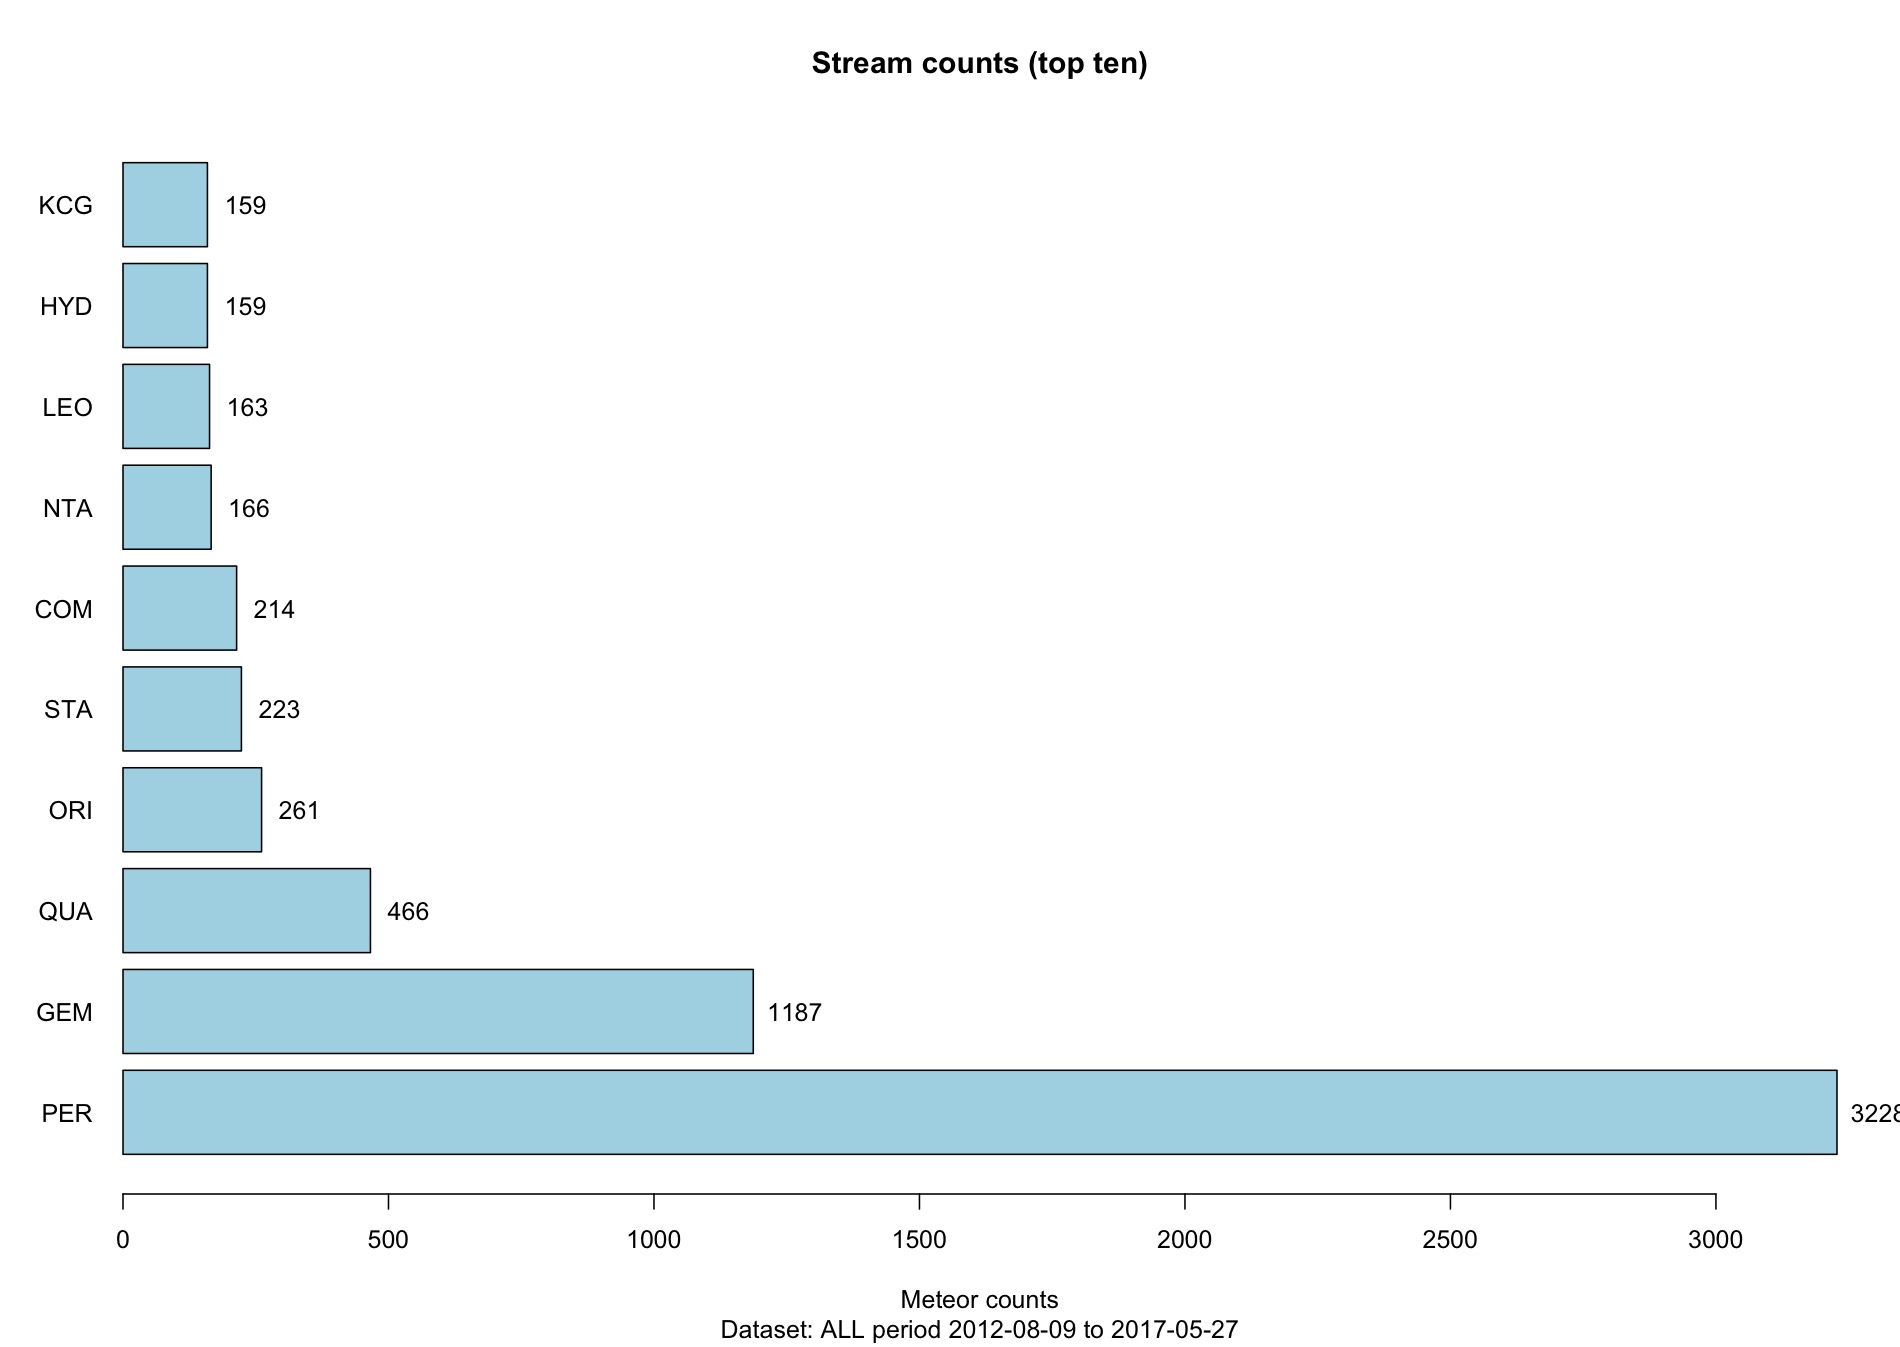 Stream counts (top ten)
KCG 159
HYD 159
LEO 163
NTA 166
COM 214
STA 223
ORI 261
QUA 466
GEM 1187
PER 3228
0 500 1000 1500 2000 2500 3000
Meteor counts
Dataset: ALL period 2012-08-09 to 2017-05-27